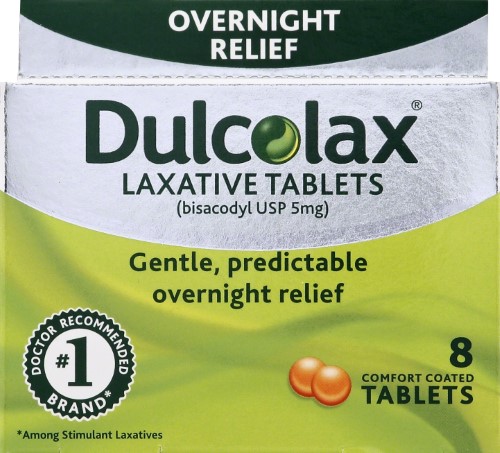 OVERNIGHT
RELIEF
Dulcolax®
LAXATIVE TABLETS
(bisacodyl USP 5mg)
Gentle, predictable
overnight relief
DOCTOR RECOMMENDED
#1
BRAND*
8
COMFORT COATED
TABLETS
*Among Stimulant Laxatives